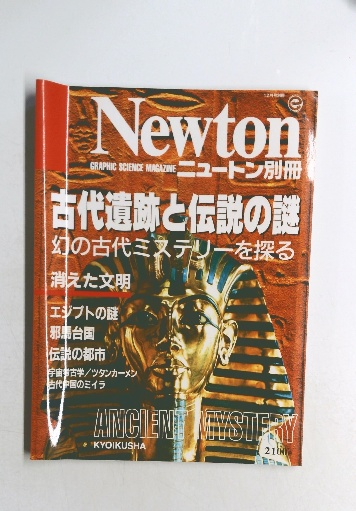 Newton
GRAPHIC SCIENCE MAGAZINE ニュートン別冊
古代遺跡と伝説の謎
幻の古代ミステリーを探る
消えた文明
エジプトの謎
邪馬台国
伝説の都市
宇宙考古学/ツタンカーメン
古代中国のミイラ
ANCIENT MYSTERY
KYOIKUSHA